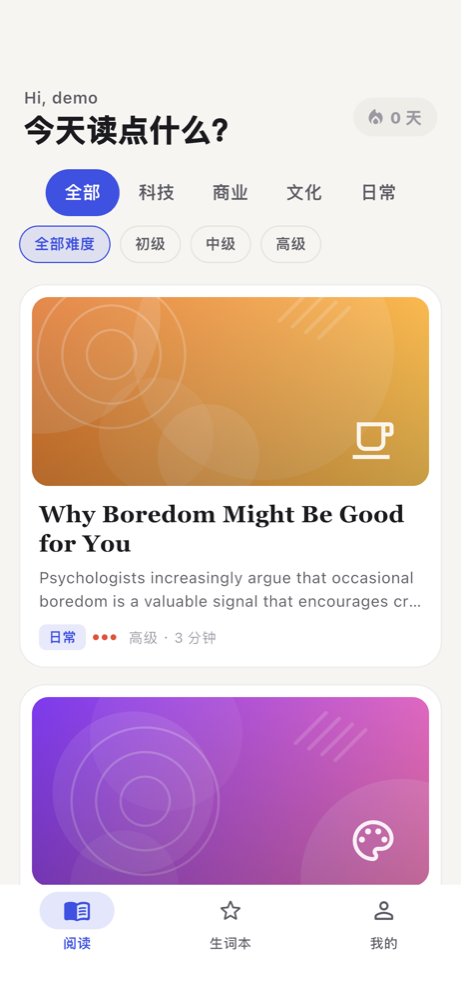 Hi, demo
今天读点什么?
0 天
全部 科技 商业 文化 日常
全部难度 初级 中级 高级
Why Boredom Might Be Good
for You
Psychologists increasingly argue that occasional
boredom is a valuable signal that encourages cr...
日常 高级 · 3 分钟
阅读 生词本 我的